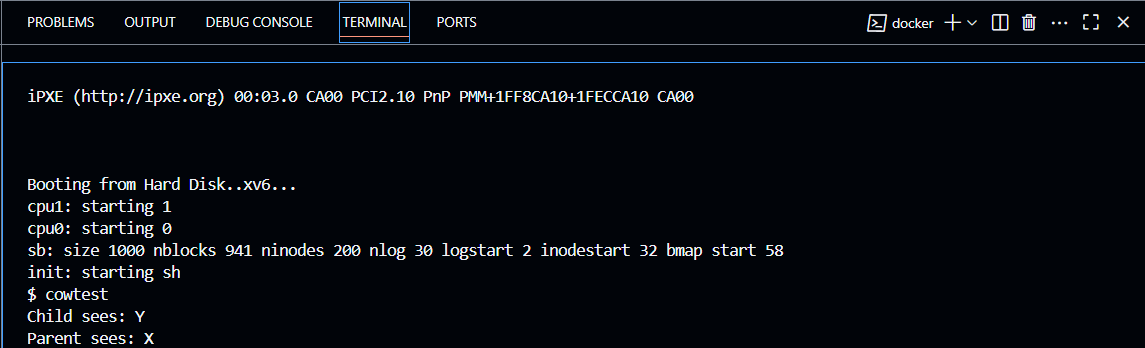 PROBLEMS OUTPUT DEBUG CONSOLE TERMINAL PORTS docker
iPXE (http://ipxe.org) 00:03.0 CA00 PCI2.10 PnP PMM+1FF8CA10+1FECCA10 CA00
Booting from Hard Disk..xv6...
cpu1: starting 1
cpu0: starting 0
sb: size 1000 nblocks 941 ninodes 200 nlog 30 logstart 2 inodestart 32 bmap start 58
init: starting sh
$ cowtest
Child sees: Y
Parent sees: X